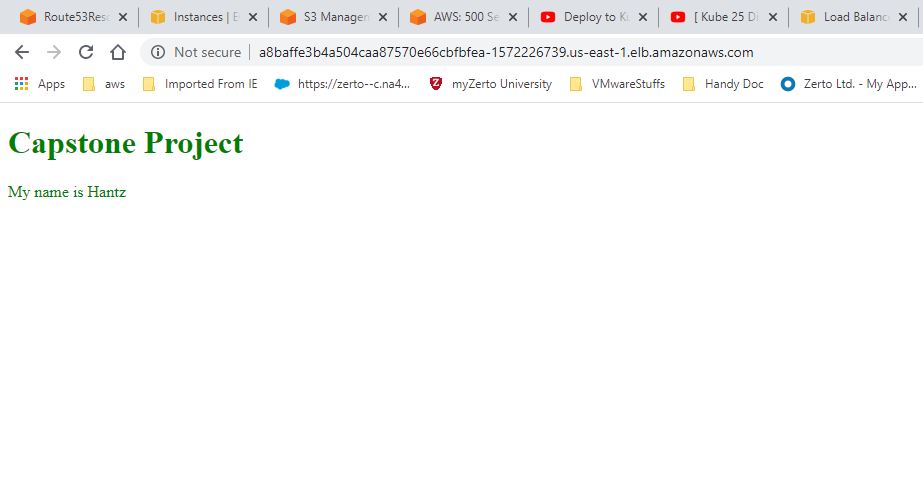 Route53Reso Instances | E S3 Managem AWS: 500 Se Deploy to Ku [ Kube 25 Di Load Balance
Not secure a8baffe3b4a504caa87570e66cbfbfea-1572226739.us-east-1.elb.amazonaws.com
Apps aws Imported From IE https://zerto--c.na4... myZerto University VMwareStuffs Handy Doc Zerto Ltd. - My App...
Capstone Project
My name is Hantz